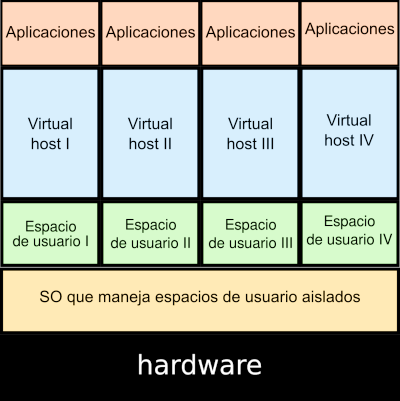 Aplicaciones Aplicaciones Aplicaciones Aplicaciones
Virtual Virtual Virtual Virtual
host I host II host III host IV
Espacio Espacio Espacio Espacio
de usuario I de usuario II de usuario III de usuario IV
SO que maneja espacios de usuario aislados
hardware